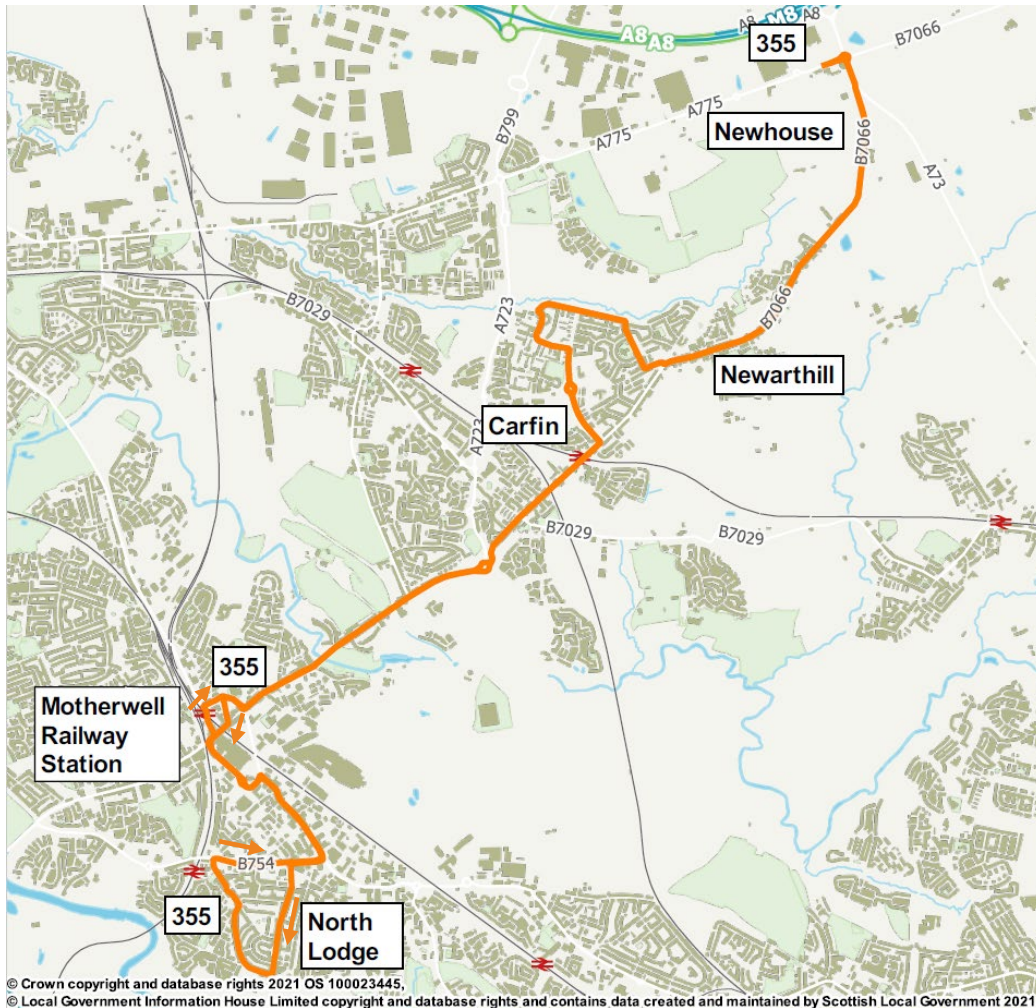 A8
M8
A8
355
B7066
A8
A8
B799
A775
A775
Newhouse
B7066
A73
B7029
A723
B7066
Newarthill
Carfin
A723
B7029
B7029
355
Motherwell
Railway
Station
B754
355
North
Lodge
© Crown copyright and database rights 2021 OS 100023445,
© Local Government Information House Limited copyright and database rights and contains data created and maintained by Scottish Local Government 2021